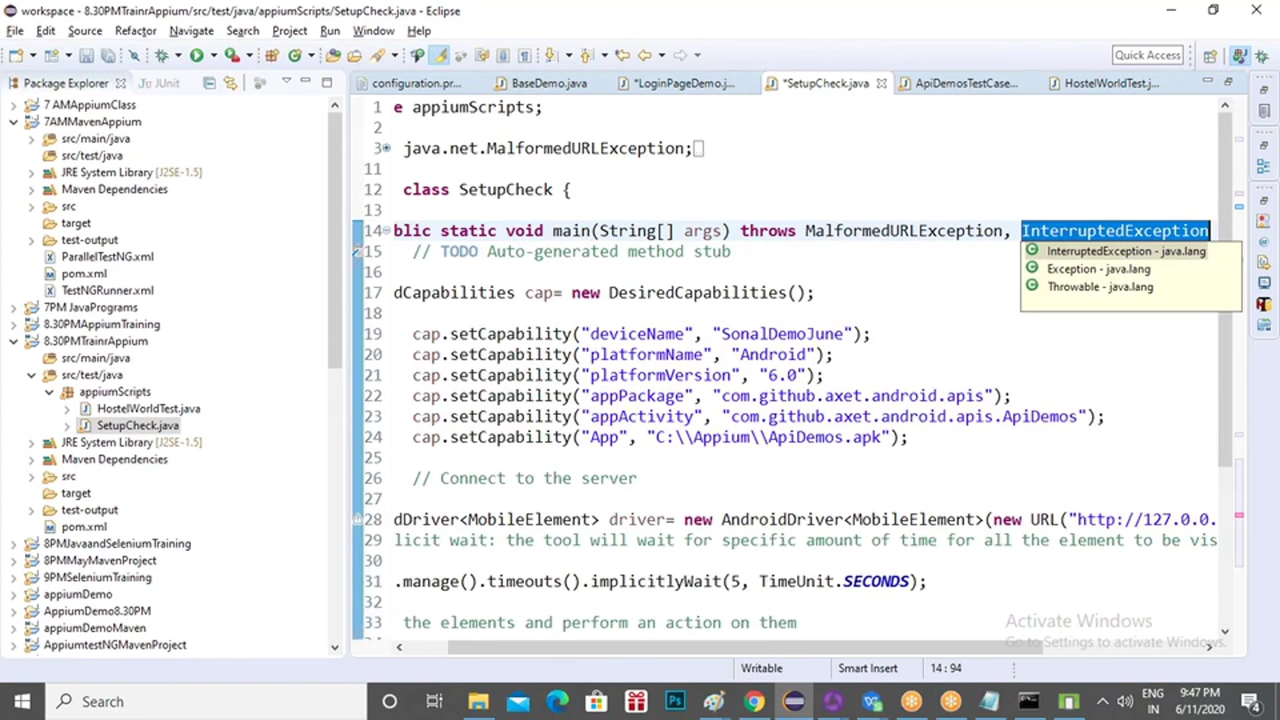 workspace - 8.30PMTrainrAppium/src/test/java/appiumScripts/SetupCheck.java - Eclipse
File Edit Source Refactor Navigate Search Project Run Window Help
Quick Access
Package Explorer
JUnit
configuration.pr...
BaseDemo.java
*LoginPageDemo.j...
*SetupCheck.java
ApiDemosTestCase...
HostelWorldTest.j...
7 AMAppiumClass
7AMMavenAppium
src/main/java
src/test/java
JRE System Library [J2SE-1.5]
Maven Dependencies
src
target
test-output
ParallelTestNG.xml
pom.xml
TestNGRunner.xml
7PM JavaPrograms
8.30PMAppiumTraining
8.30PMTrainrAppium
src/main/java
src/test/java
appiumScripts
HostelWorldTest.java
SetupCheck.java
JRE System Library [J2SE-1.5]
Maven Dependencies
src
target
test-output
pom.xml
8PMJavaandSeleniumTraining
8PMMayMavenProject
9PMSeleniumTraining
appiumDemo
AppiumDemo8.30PM
appiumDemoMaven
AppiumtestNGMavenProject
1 e appiumScripts;
2
3 java.net.MalformedURLException;
11
12 class SetupCheck {
13
14 blic static void main(String[] args) throws MalformedURLException, InterruptedException
15 // TODO Auto-generated method stub
16
17 dCapabilities cap= new DesiredCapabilities();
18
19 cap.setCapability("deviceName", "SonalDemoJune");
20 cap.setCapability("platformName", "Android");
21 cap.setCapability("platformVersion", "6.0");
22 cap.setCapability("appPackage", "com.github.axet.android.apis");
23 cap.setCapability("appActivity", "com.github.axet.android.apis.ApiDemos");
24 cap.setCapability("App", "C:\\Appium\\ApiDemos.apk");
25
26 // Connect to the server
27
28 dDriver<MobileElement> driver= new AndroidDriver<MobileElement>(new URL("http://127.0.0.
29 licit wait: the tool will wait for specific amount of time for all the element to be vis
30
31 .manage().timeouts().implicitlyWait(5, TimeUnit.SECONDS);
32
33 the elements and perform an action on them
InterruptedException - java.lang
Exception - java.lang
Throwable - java.lang
Activate Windows
Go to Settings to activate Windows.
Writable
Smart Insert
14 : 94
Search
ENG
IN
9:47 PM
6/11/2020
4